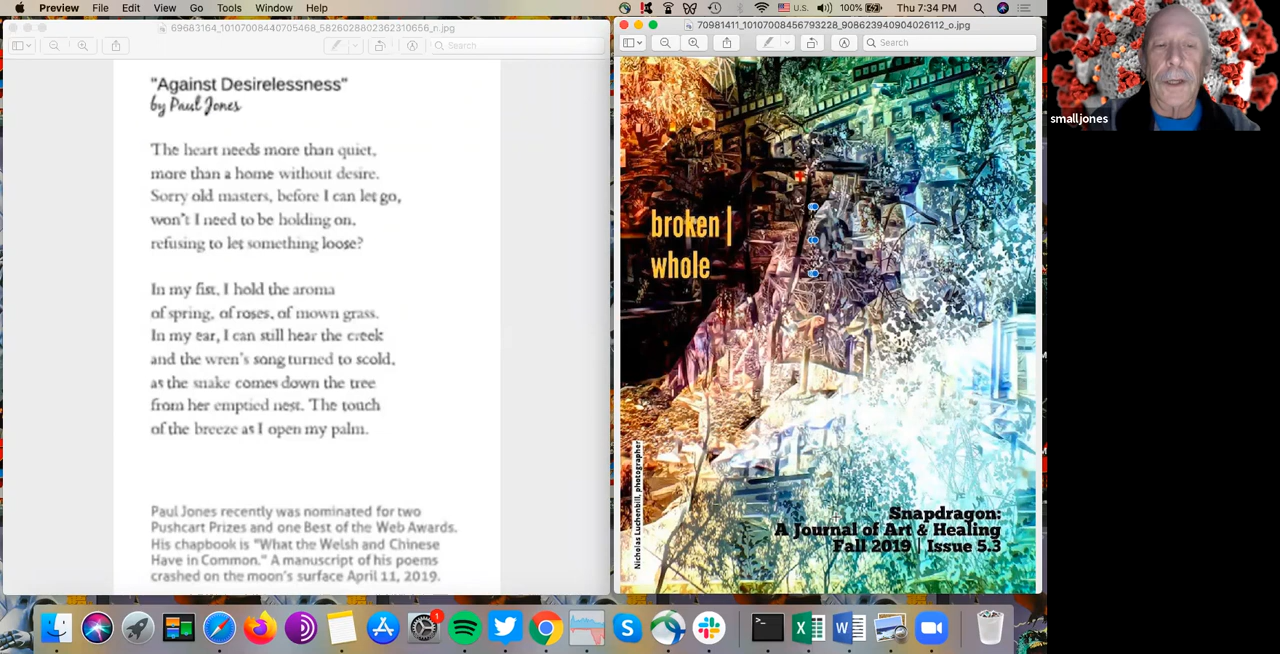 Preview File Edit View Go Tools Window Help
U.S. 100% Thu 7:34 PM
69683164_10107008440705468_5826028802362310656_n.jpg
Search
"Against Desirelessness"
by Paul Jones
The heart needs more than quiet,
more than a home without desire.
Sorry old masters, before I can let go,
won't I need to be holding on,
refusing to let something loose?
In my fist, I hold the aroma
of spring, of roses, of mown grass.
In my ear, I can still hear the creek
and the wren's song turned to scold,
as the snake comes down the tree
from her emptied nest. The touch
of the breeze as I open my palm.
Paul Jones recently was nominated for two
Pushcart Prizes and one Best of the Web Awards.
His chapbook is "What the Welsh and Chinese
Have in Common." A manuscript of his poems
crashed on the moon's surface April 11, 2019.
70981411_10107008456793228_908623940904026112_o.jpg
Search
broken |
whole
Nicholas Luchenbill, photographer
Snapdragon:
A Journal of Art & Healing
Fall 2019 | Issue 5.3
smalljones
1